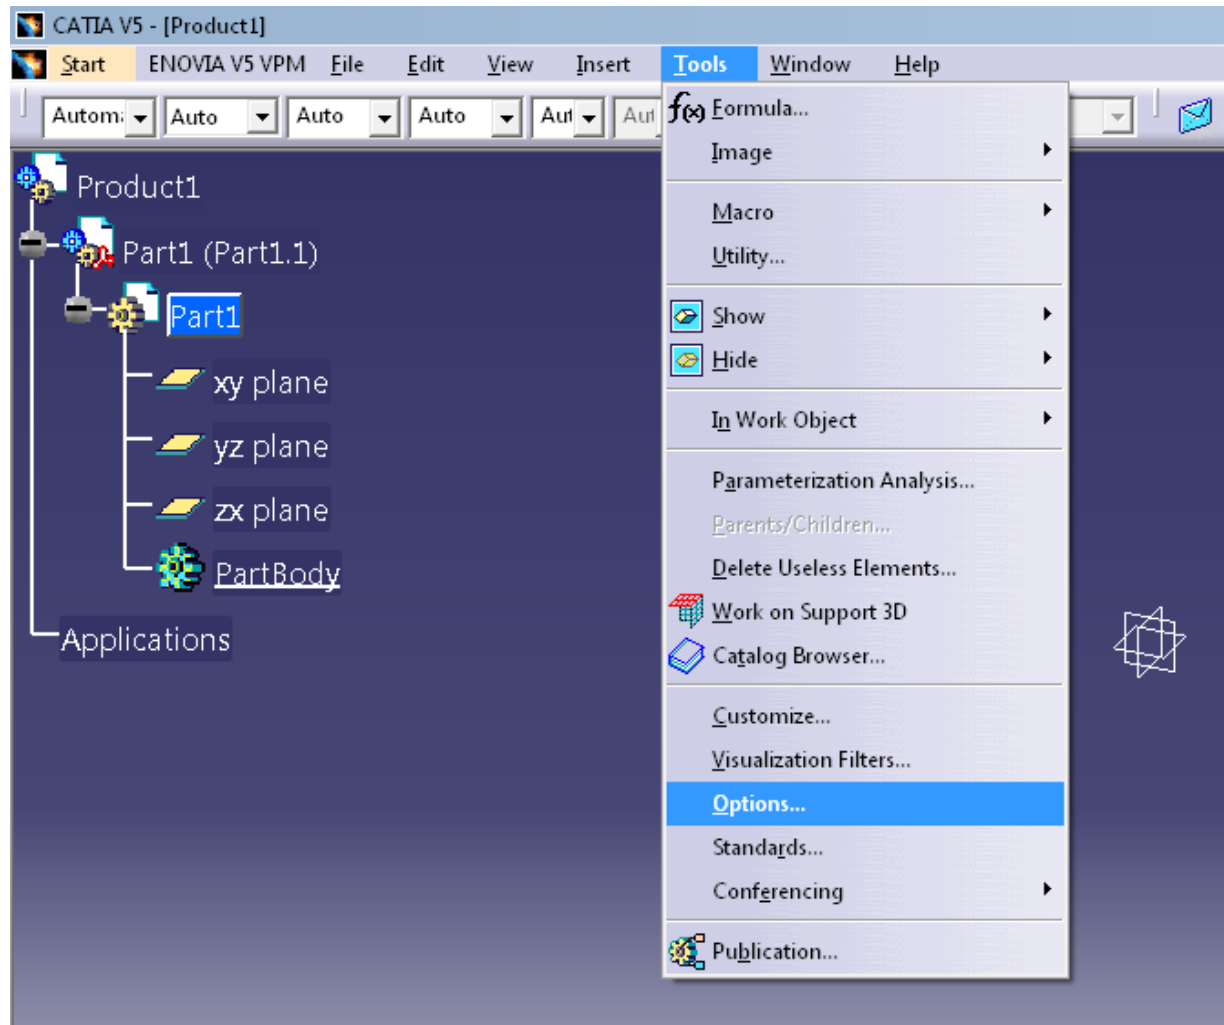 CATIA V5 - [Product1]
Start ENOVIA V5 VPM File Edit View Insert Tools Window Help
Autom Auto Auto Auto Aut Aut
Product1
Part1 (Part1.1)
Part1
xy plane
yz plane
zx plane
PartBody
Applications
f(x) Formula...
Image
Macro
Utility...
Show
Hide
In Work Object
Parameterization Analysis...
Parents/Children...
Delete Useless Elements...
Work on Support 3D
Catalog Browser...
Customize...
Visualization Filters...
Options...
Standards...
Conferencing
Publication...